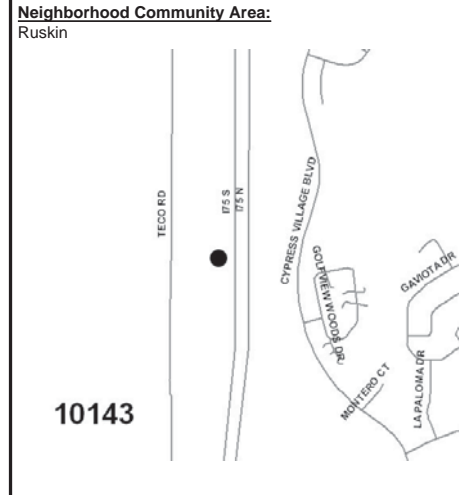 Neighborhood Community Area:
Ruskin
TECO RD
I75 S
I75 N
CYPRESS VILLAGE BLVD
GOLFVIEW WOODS DR
GAVIOTA DR
MONTERO CT
LA PALOMA DR
10143